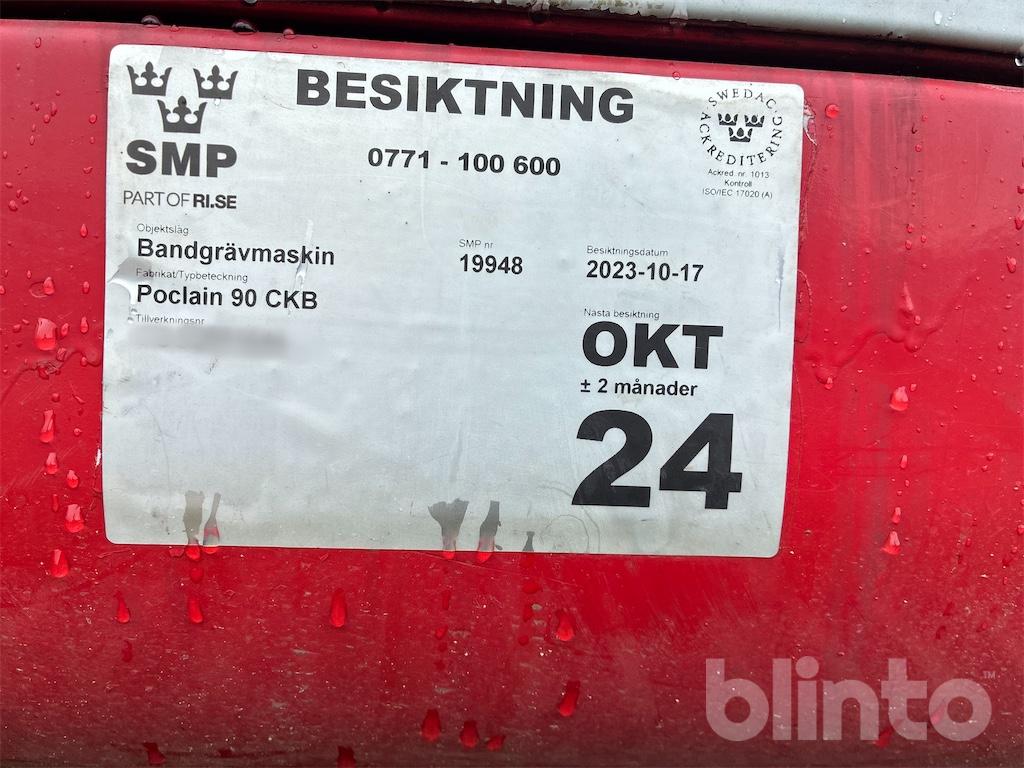 BESIKTNING
0771 - 100 600
SMP
PART OF RI.SE
SWEDAC ACKREDITERING
Ackred. nr. 1013
Kontroll
ISO/IEC 17020 (A)
Objektslag
Bandgrävmaskin
Fabrikat/Typbeteckning
Poclain 90 CKB
Tillverkningsnr
SMP nr
19948
Besiktningsdatum
2023-10-17
Nästa besiktning
OKT
± 2 månader
24
blinto™